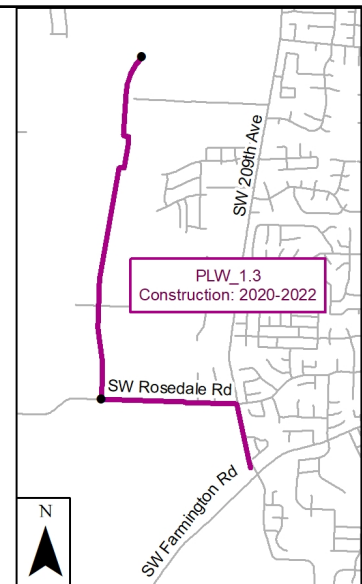 SW 209th Ave
PLW_1.3
Construction: 2020-2022
SW Rosedale Rd
SW Farmington Rd
N